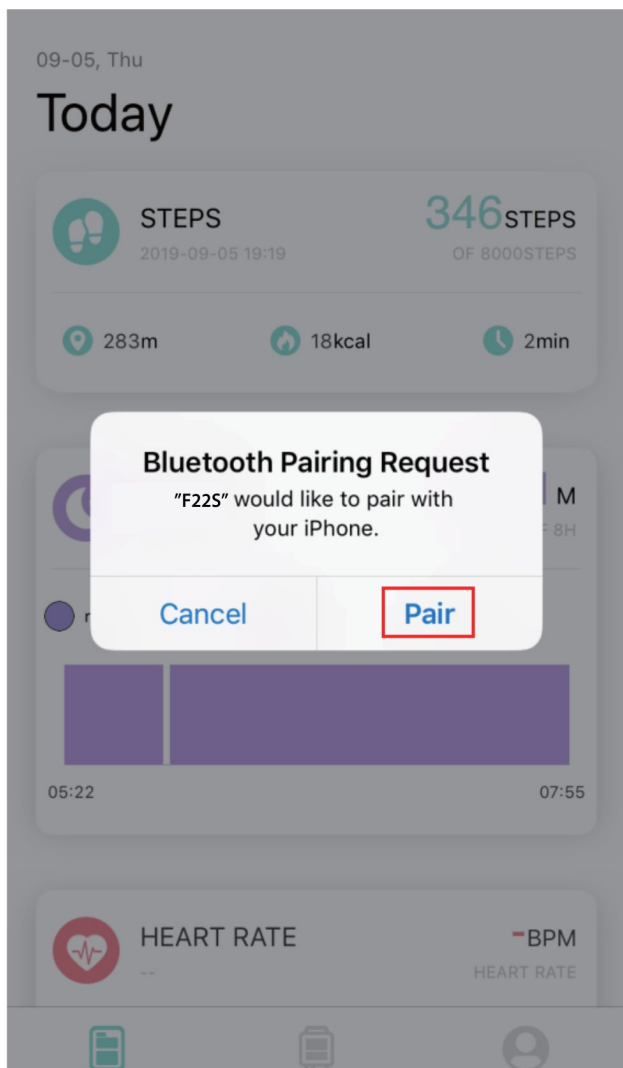 09-05, Thu
Today
STEPS
346STEPS
2019-09-05 19:19
OF 8000STEPS
283m
18kcal
2min
Bluetooth Pairing Request
"F22S" would like to pair with
your iPhone.
M
8H
Cancel
Pair
05:22
07:55
HEART RATE
-BPM
--
HEART RATE